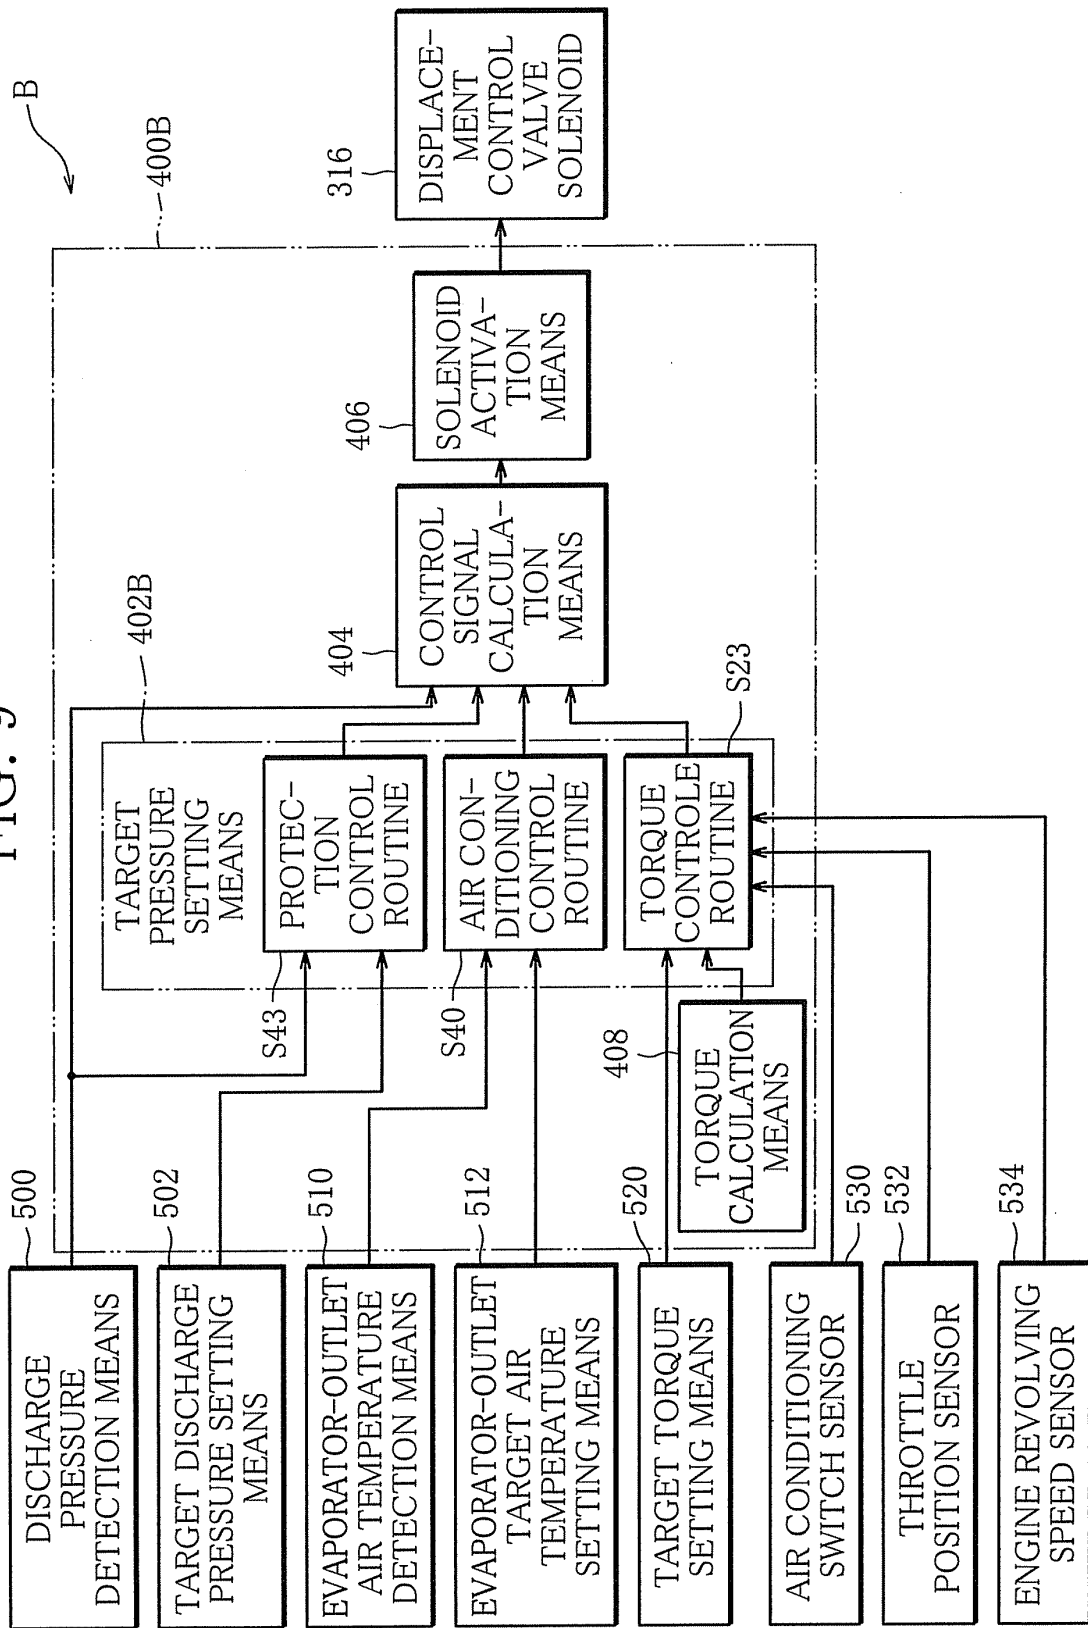 FIG. 9
B
400B
500
DISCHARGE
PRESSURE
DETECTION MEANS
502
TARGET DISCHARGE
PRESSURE SETTING
MEANS
510
EVAPORATOR-OUTLET
AIR TEMPERATURE
DETECTION MEANS
512
EVAPORATOR-OUTLET
TARGET AIR
TEMPERATURE
SETTING MEANS
520
TARGET TORQUE
SETTING MEANS
530
AIR CONDITIONING
SWITCH SENSOR
532
THROTTLE
POSITION SENSOR
534
ENGINE REVOLVING
SPEED SENSOR
402B
TARGET
PRESSURE
SETTING
MEANS
S43
PROTEC-
TION
CONTROL
ROUTINE
S40
AIR CON-
DITIONING
CONTROL
ROUTINE
S23
TORQUE
CONTROLE
ROUTINE
408
TORQUE
CALCULATION
MEANS
404
CONTROL
SIGNAL
CALCULA-
TION
MEANS
406
SOLENOID
ACTIVA-
TION
MEANS
316
DISPLACE-
MENT
CONTROL
VALVE
SOLENOID